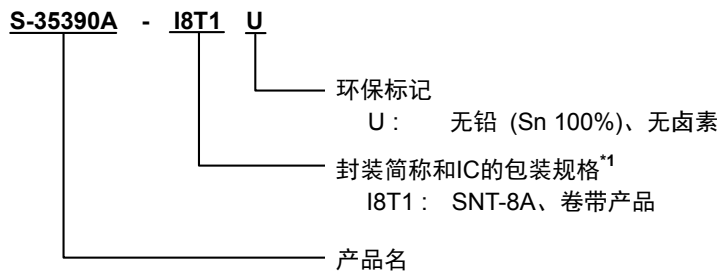 S-35390A - I8T1 U
环保标记
U : 无铅 (Sn 100%)、无卤素
封装简称和IC的包装规格*1
I8T1 : SNT-8A、卷带产品
产品名